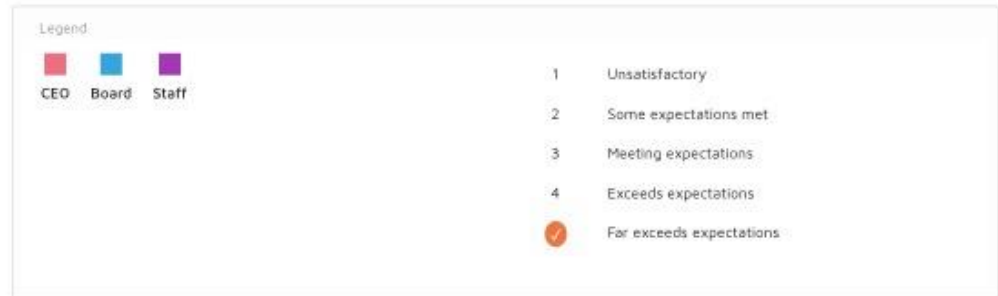 Legend
CEO Board Staff
1 Unsatisfactory
2 Some expectations met
3 Meeting expectations
4 Exceeds expectations
Far exceeds expectations